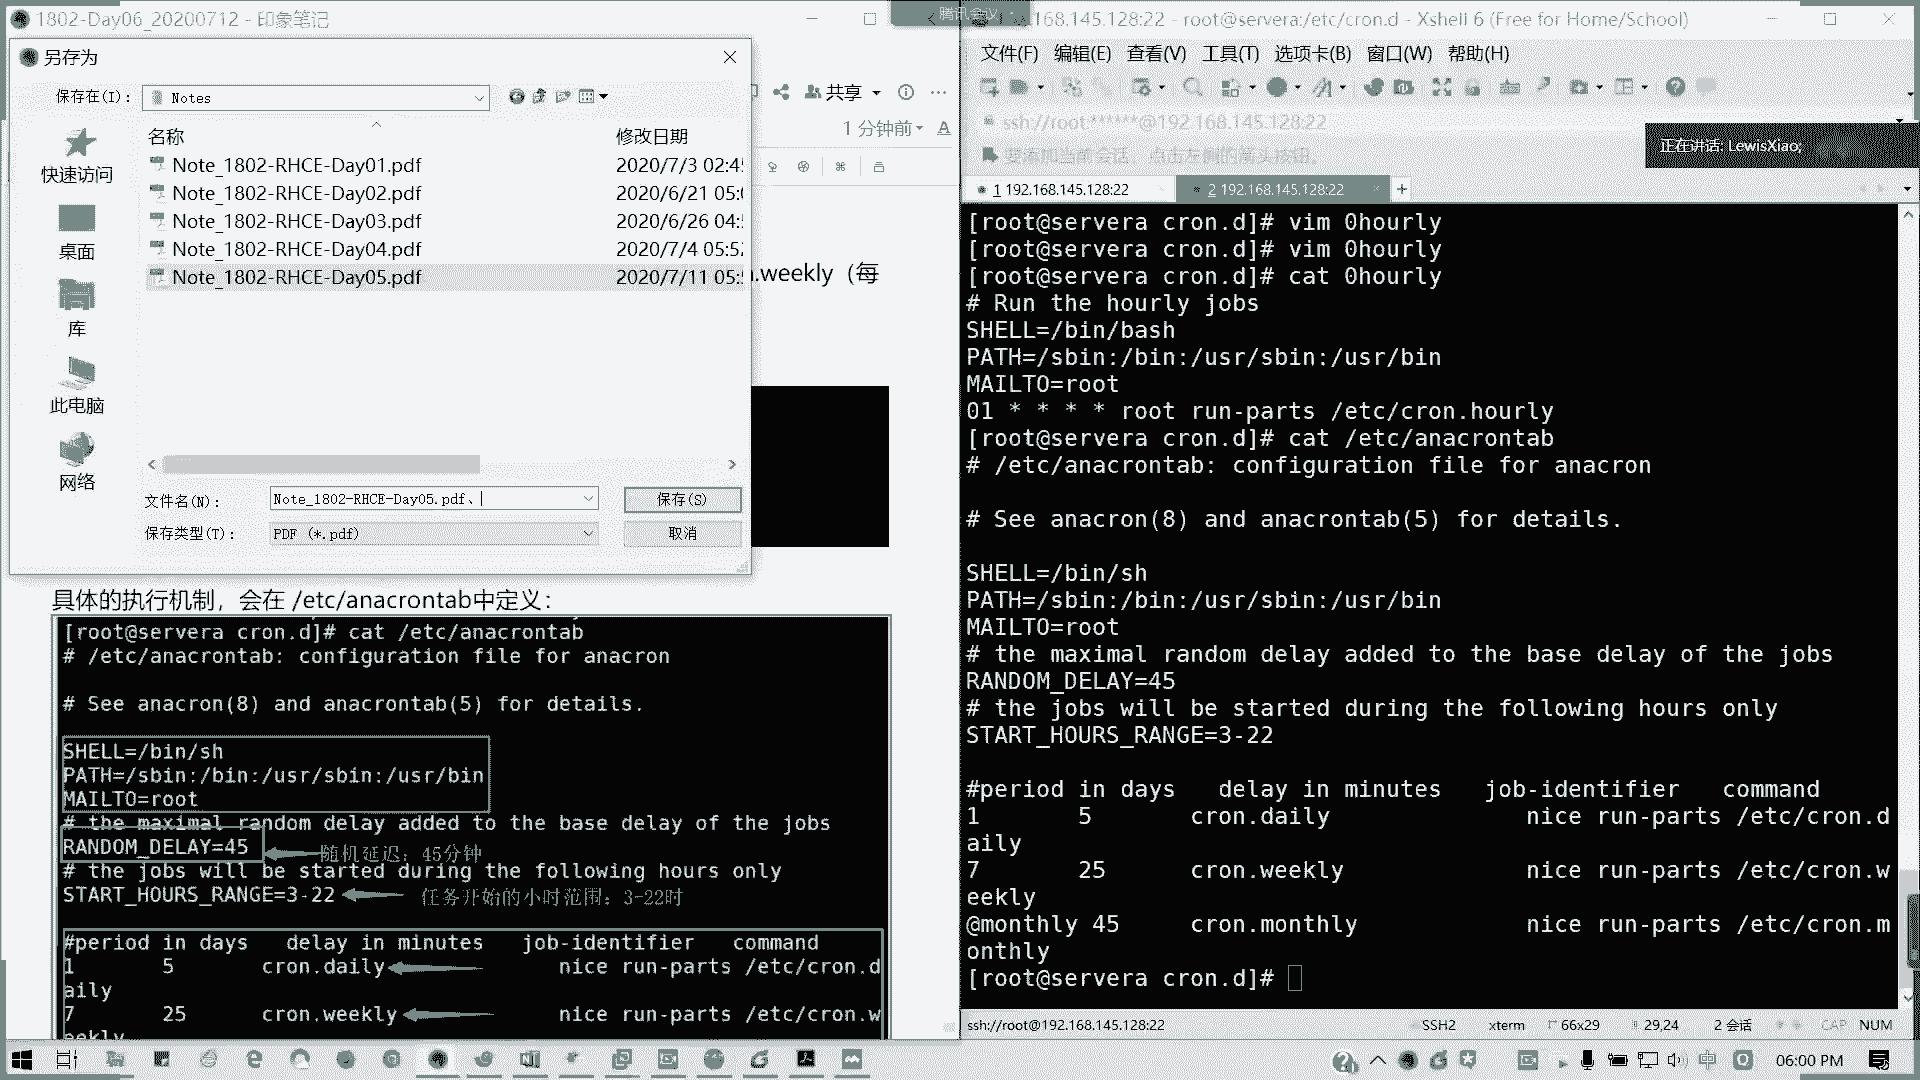 1802-Day06_20200712 - 印象笔记
另存为
保存在(I)：
Notes
名称
修改日期
Note_1802-RHCE-Day01.pdf
2020/7/3 02:4
Note_1802-RHCE-Day02.pdf
2020/6/21 05:
Note_1802-RHCE-Day03.pdf
2020/6/26 04:
Note_1802-RHCE-Day04.pdf
2020/7/4 05:5
Note_1802-RHCE-Day05.pdf
2020/7/11 05:
快速访问
桌面
库
此电脑
网络
文件名(N)：
Note_1802-RHCE-Day05.pdf、
保存(S)
保存类型(T)：
PDF (*.pdf)
取消
共享
1 分钟前
.weekly（每
具体的执行机制，会在 /etc/anacrontab中定义：
[root@servera cron.d]# cat /etc/anacrontab
# /etc/anacrontab: configuration file for anacron
# See anacron(8) and anacrontab(5) for details.
SHELL=/bin/sh
PATH=/sbin:/bin:/usr/sbin:/usr/bin
MAILTO=root
# the maximal random delay added to the base delay of the jobs
RANDOM_DELAY=45
随机延迟：45分钟
# the jobs will be started during the following hours only
START_HOURS_RANGE=3-22
任务开始的小时范围：3-22时
#period in days   delay in minutes   job-identifier   command
1       5       cron.daily       nice run-parts /etc/cron.d
aily
7       25      cron.weekly      nice run-parts /etc/cron.w
eekly
腾讯会议
168.145.128:22 - root@servera:/etc/cron.d - Xshell 6 (Free for Home/School)
文件(F) 编辑(E) 查看(V) 工具(T) 选项卡(B) 窗口(W) 帮助(H)
ssh://root:******@192.168.145.128:22
要添加当前会话，点击左侧的箭头按钮。
正在讲话: LewisXiao;
1 192.168.145.128:22
2 192.168.145.128:22
[root@servera cron.d]# vim 0hourly
[root@servera cron.d]# vim 0hourly
[root@servera cron.d]# cat 0hourly
# Run the hourly jobs
SHELL=/bin/bash
PATH=/sbin:/bin:/usr/sbin:/usr/bin
MAILTO=root
01 * * * * root run-parts /etc/cron.hourly
[root@servera cron.d]# cat /etc/anacrontab
# /etc/anacrontab: configuration file for anacron
# See anacron(8) and anacrontab(5) for details.
SHELL=/bin/sh
PATH=/sbin:/bin:/usr/sbin:/usr/bin
MAILTO=root
# the maximal random delay added to the base delay of the jobs
RANDOM_DELAY=45
# the jobs will be started during the following hours only
START_HOURS_RANGE=3-22
#period in days   delay in minutes   job-identifier   command
1       5       cron.daily              nice run-parts /etc/cron.d
aily
7       25      cron.weekly             nice run-parts /etc/cron.w
eekly
@monthly 45     cron.monthly            nice run-parts /etc/cron.m
onthly
[root@servera cron.d]#
ssh://root@192.168.145.128:22
SSH2
xterm
66x29
29,24
2 会话
CAP
NUM
中
06:00 PM